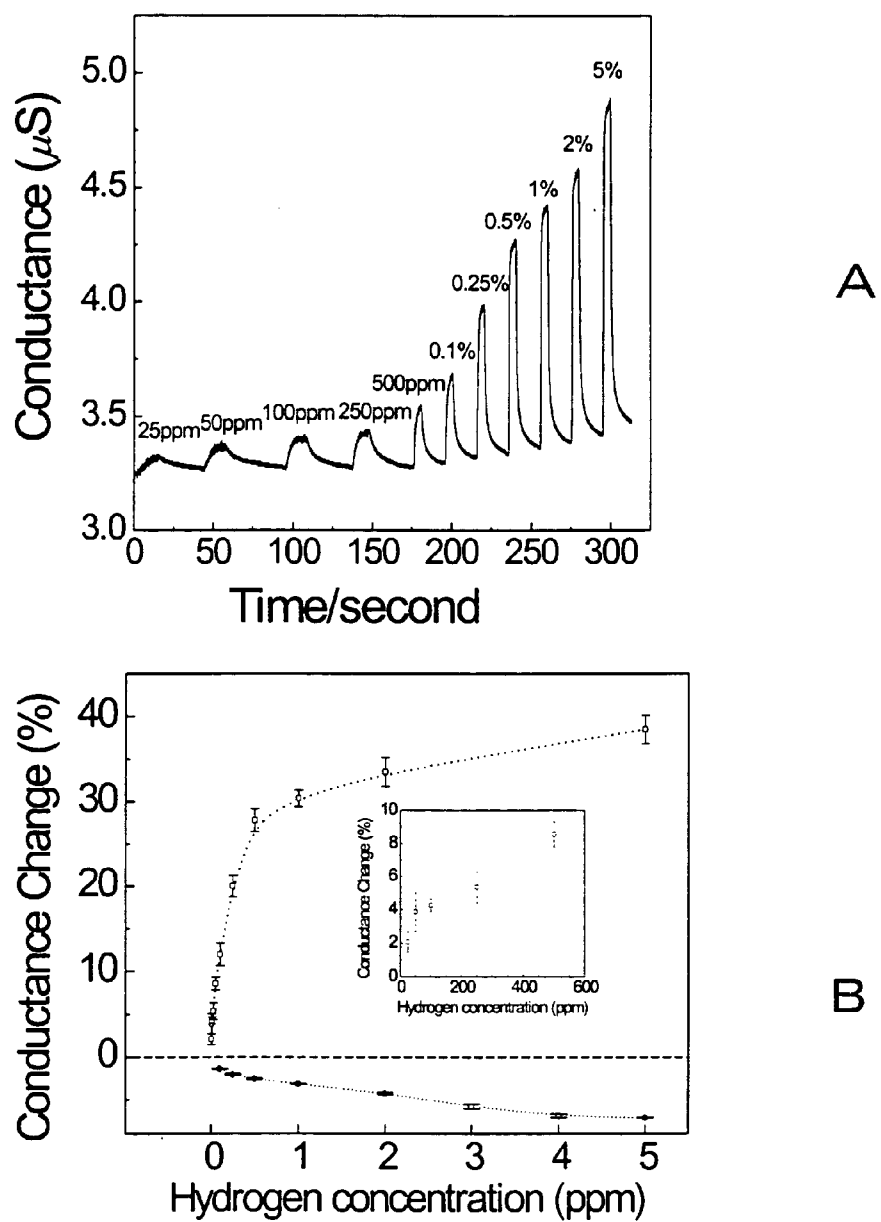 5.0
4.5
4.0
3.5
3.0
Conductance (µS)
25ppm
50ppm
100ppm
250ppm
500ppm
0.1%
0.25%
0.5%
1%
2%
5%
0 50 100 150 200 250 300
Time/second
A
40
30
20
10
0
Conductance Change (%)
10
8
6
4
2
0
Conductance Change (%)
0 200 400 600
Hydrogen concentration (ppm)
0 1 2 3 4 5
Hydrogen concentration (ppm)
B